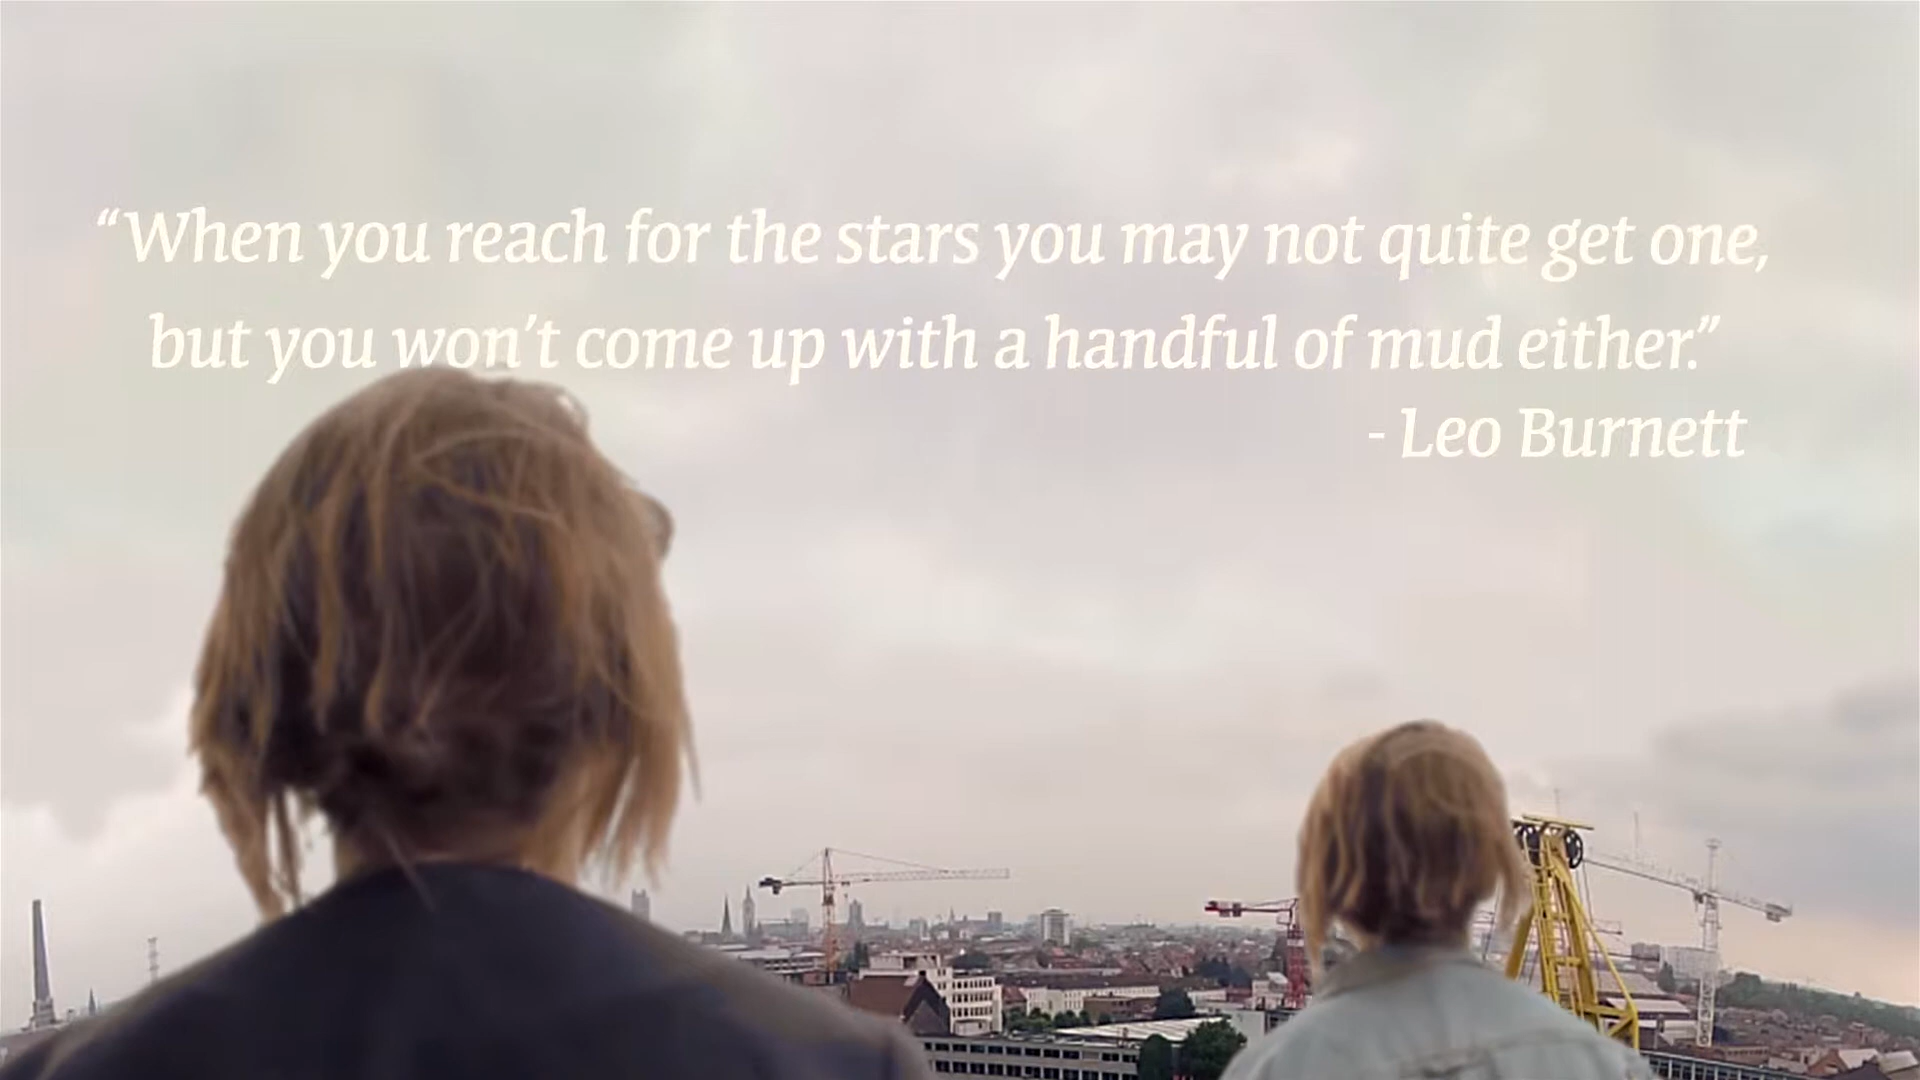 “When you reach for the stars you may not quite get one,
but you won’t come up with a handful of mud either.”
- Leo Burnett